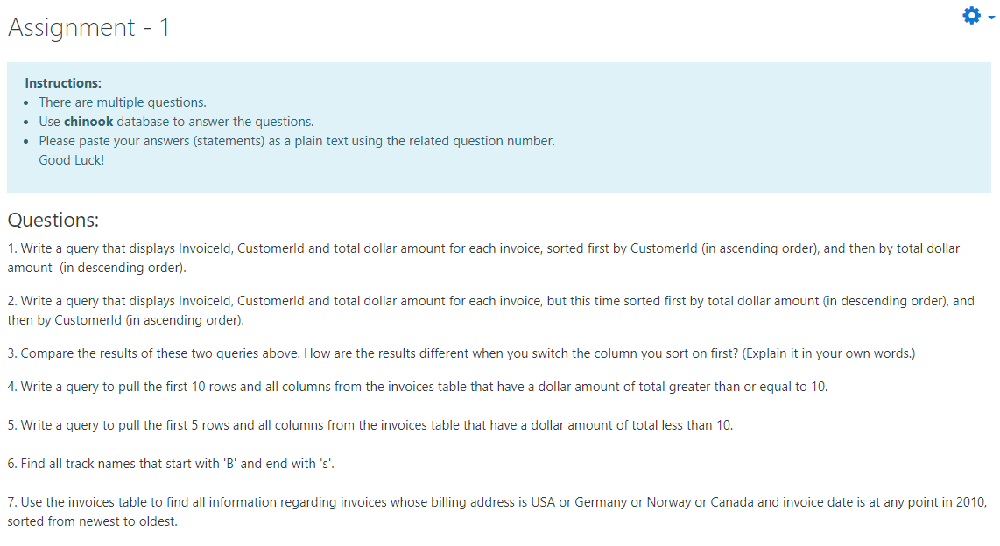 Assignment - 1
Instructions:
• There are multiple questions.
• Use chinook database to answer the questions.
• Please paste your answers (statements) as a plain text using the related question number.
Good Luck!
Questions:
1. Write a query that displays InvoiceId, CustomerId and total dollar amount for each invoice, sorted first by CustomerId (in ascending order), and then by total dollar
amount  (in descending order).
2. Write a query that displays InvoiceId, CustomerId and total dollar amount for each invoice, but this time sorted first by total dollar amount (in descending order), and
then by CustomerId (in ascending order).
3. Compare the results of these two queries above. How are the results different when you switch the column you sort on first? (Explain it in your own words.)
4. Write a query to pull the first 10 rows and all columns from the invoices table that have a dollar amount of total greater than or equal to 10.
5. Write a query to pull the first 5 rows and all columns from the invoices table that have a dollar amount of total less than 10.
6. Find all track names that start with 'B' and end with 's'.
7. Use the invoices table to find all information regarding invoices whose billing address is USA or Germany or Norway or Canada and invoice date is at any point in 2010,
sorted from newest to oldest.